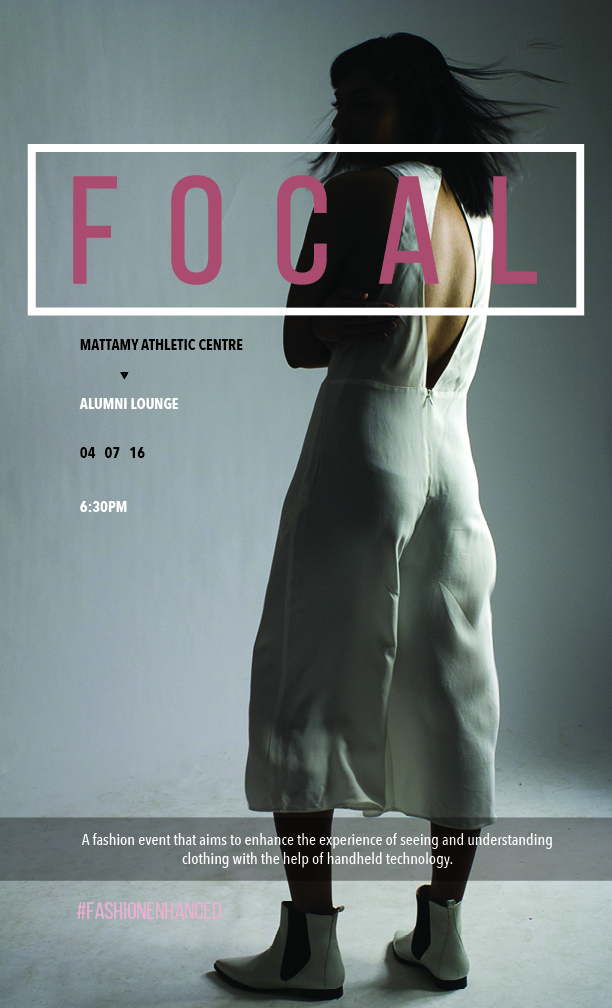 FOCAL
MATTAMY ATHLETIC CENTRE
ALUMNI LOUNGE
04 07 16
6:30PM
A fashion event that aims to enhance the experience of seeing and understanding
clothing with the help of handheld technology.
#FASHIONENHANCED